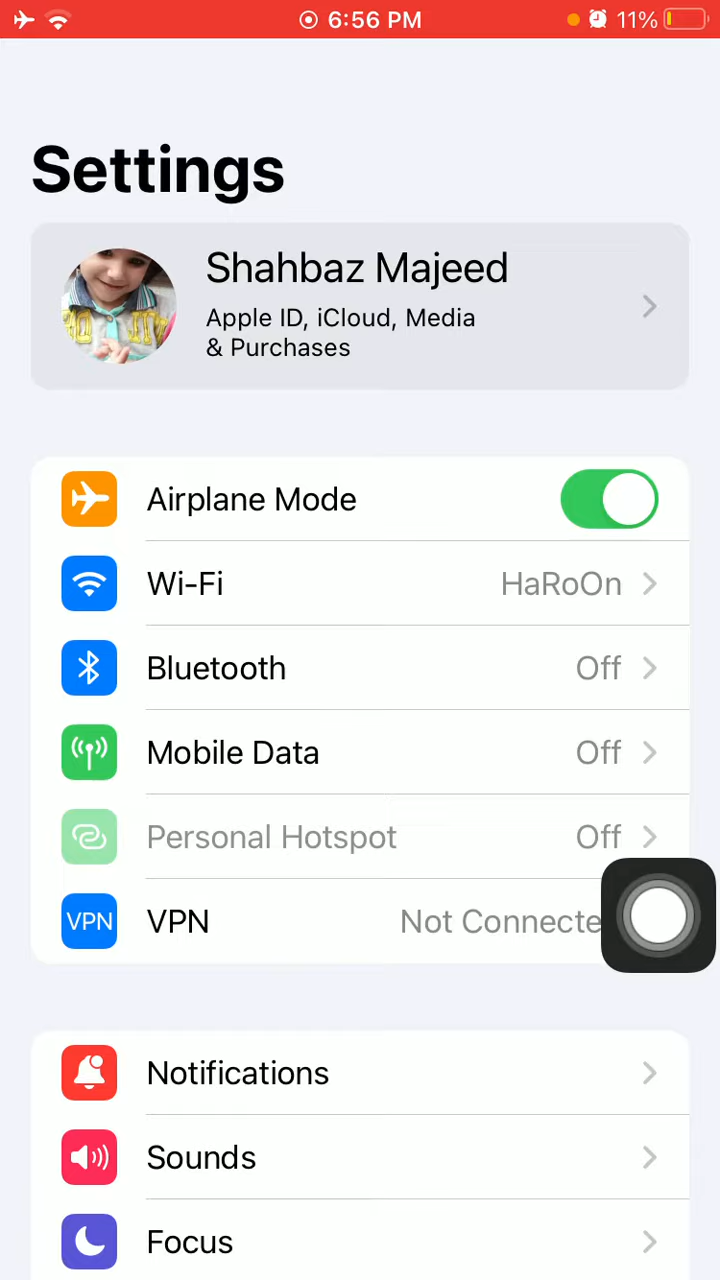 6:56 PM 11%
Settings
Shahbaz Majeed
Apple ID, iCloud, Media
& Purchases
Airplane Mode
Wi-Fi HaRoOn
Bluetooth Off
Mobile Data Off
Personal Hotspot Off
VPN VPN Not Connecte
Notifications
Sounds
Focus